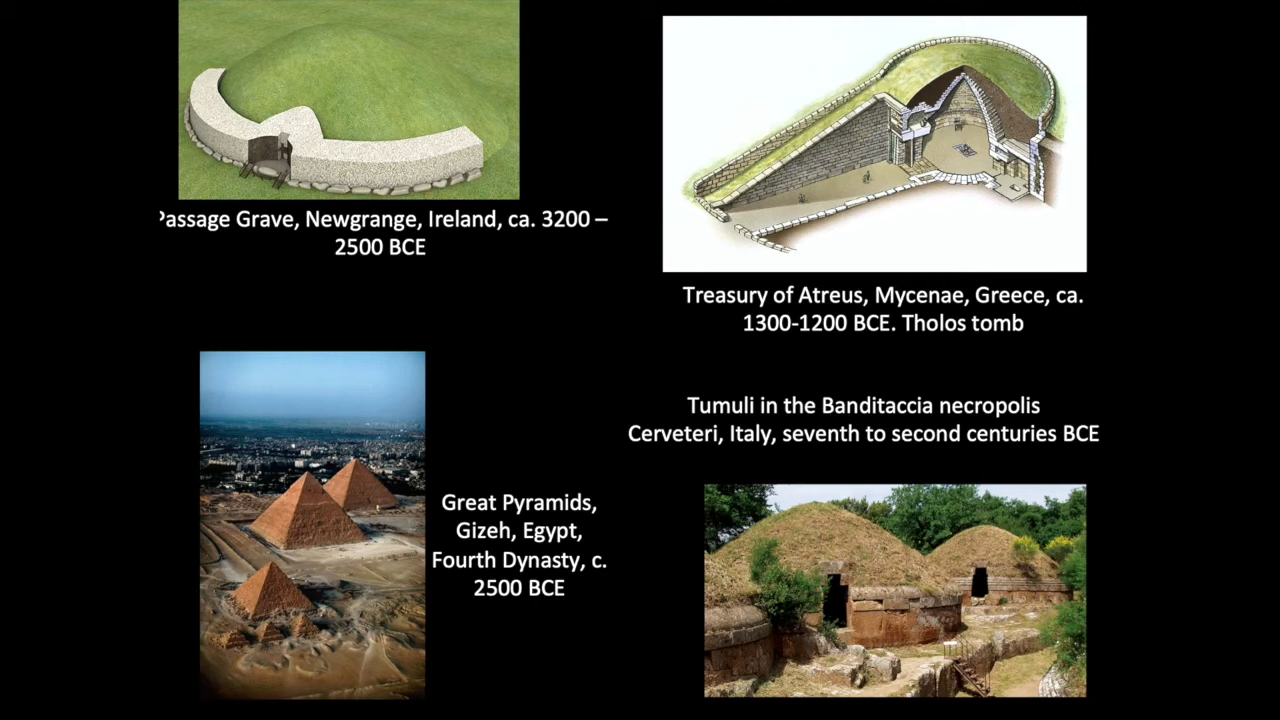 Passage Grave, Newgrange, Ireland, ca. 3200 –
2500 BCE
Treasury of Atreus, Mycenae, Greece, ca.
1300-1200 BCE. Tholos tomb
Tumuli in the Banditaccia necropolis
Cerveteri, Italy, seventh to second centuries BCE
Great Pyramids,
Gizeh, Egypt,
Fourth Dynasty, c.
2500 BCE